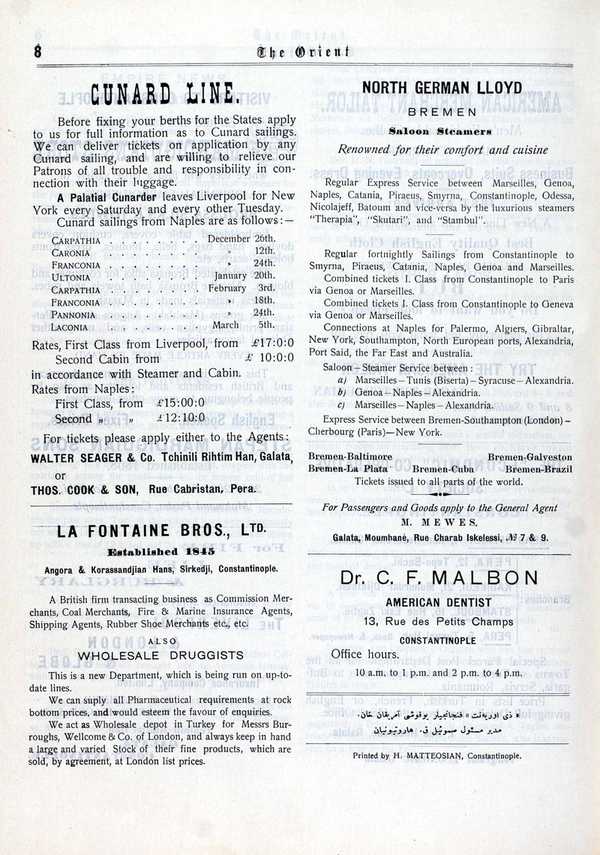 8
The Orient
CUNARD LINE.
Before fixing your berths for the States apply
to us for full information as to Cunard sailings.
We can deliver tickets on application by any
Cunard sailing, and are willing to relieve our
Patrons of all trouble and responsibility in con-
nection with their luggage.
A Palatial Cunarder leaves Liverpool for New
York every Saturday and every other Tuesday.
Cunard sailings from Naples are as follows:—
CARPATHIA . . . . . . . December 26th.
CARONIA . . . . . . . " 12th.
FRANCONIA . . . . . . . " 24th.
ULTONIA . . . . . . . January 20th.
CARPATHIA . . . . . . . February 3rd.
FRANCONIA . . . . . . . " 18th.
PANNONIA . . . . . . . " 24th.
LACONIA . . . . . . . March 5th.
Rates, First Class from Liverpool, from £17:0:0
Second Cabin from £ 10:0:0
in accordance with Steamer and Cabin.
Rates from Naples:
First Class, from £15:00:0
Second „ „ £12:10:0
For tickets please apply either to the Agents:
WALTER SEAGER & Co. Tchinili Rihtim Han, Galata,
or
THOS. COOK & SON, Rue Cabristan, Pera.
LA FONTAINE BROS., LTD.
Established 1845
Angora & Korassandjian Hans, Sirkedji, Constantinople.
A British firm transacting business as Commission Mer-
chants, Coal Merchants, Fire & Marine Insurance Agents,
Shipping Agents, Rubber Shoe Merchants etc., etc.
ALSO
WHOLESALE DRUGGISTS
This is a new Department, which is being run on up-to-
date lines.
We can suply all Pharmaceutical requirements at rock
bottom prices, and would esteem the favour of enquiries.
We act as Wholesale depot in Turkey for Messrs Bur-
roughs, Wellcome & Co. of London, and always keep in hand
a large and varied Stock of their fine products, which are
sold, by agreement, at London list prices.
NORTH GERMAN LLOYD
BREMEN
Saloon Steamers
Renowned for their comfort and cuisine
Regular Express Service between Marseilles, Genoa,
Naples, Catania, Piraeus, Smyrna, Constantinople, Odessa,
Nicolajeff, Batoum and vice-versa by the luxurious steamers
"Therapia", "Skutari", and "Stambul".
Regular fortnightly Sailings from Constantinople to
Smyrna, Piraeus, Catania, Naples, Genoa and Marseilles.
Combined tickets I. Class from Constantinople to Paris
via Genoa or Marseilles.
Combined tickets I. Class from Constantinople to Geneva
via Genoa or Marseilles.
Connections at Naples for Palermo, Algiers, Gibraltar,
New York, Southampton, North European ports, Alexandria,
Port Said, the Far East and Australia.
Saloon–Steamer Service between:
a) Marseilles–Tunis (Biserta)–Syracuse–Alexandria.
b) Genoa–Naples–Alexandria.
c) Marseilles–Naples–Alexandria.
Express Service between Bremen-Southampton (London)–
Cherbourg (Paris)—New York.
Bremen-Baltimore Bremen-Galveston
Bremen-La Plata Bremen-Cuba Bremen-Brazil
Tickets issued to all parts of the world.
For Passengers and Goods apply to the General Agent
M. MEWES.
Galata, Moumhané, Rue Charab Iskelessi, № 7 & 9.
Dr. C. F. MALBON
AMERICAN DENTIST
13, Rue des Petits Champs
CONSTANTINOPLE
Office hours.
10 a.m. to 1 p.m. and 2 p.m. to 4 p.m.
« ذی اوریه‌نت » فنجانجیلر یوقوشی آمریقان خان.
مدیر مسئول صموئیل ق. هاروتیونیان
Printed by H. MATTEOSIAN, Constantinople.